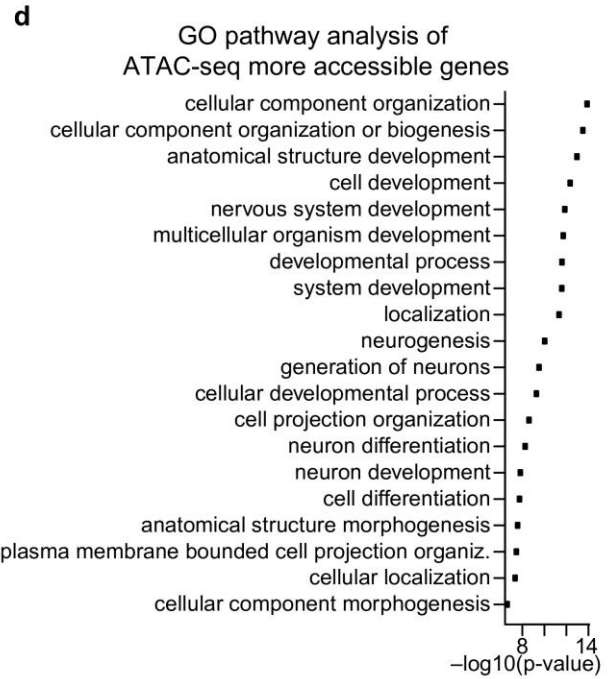 d
GO pathway analysis of
ATAC-seq more accessible genes
cellular component organization
cellular component organization or biogenesis
anatomical structure development
cell development
nervous system development
multicellular organism development
developmental process
system development
localization
neurogenesis
generation of neurons
cellular developmental process
cell projection organization
neuron differentiation
neuron development
cell differentiation
anatomical structure morphogenesis
plasma membrane bounded cell projection organiz.
cellular localization
cellular component morphogenesis
8 14
−log10(p-value)